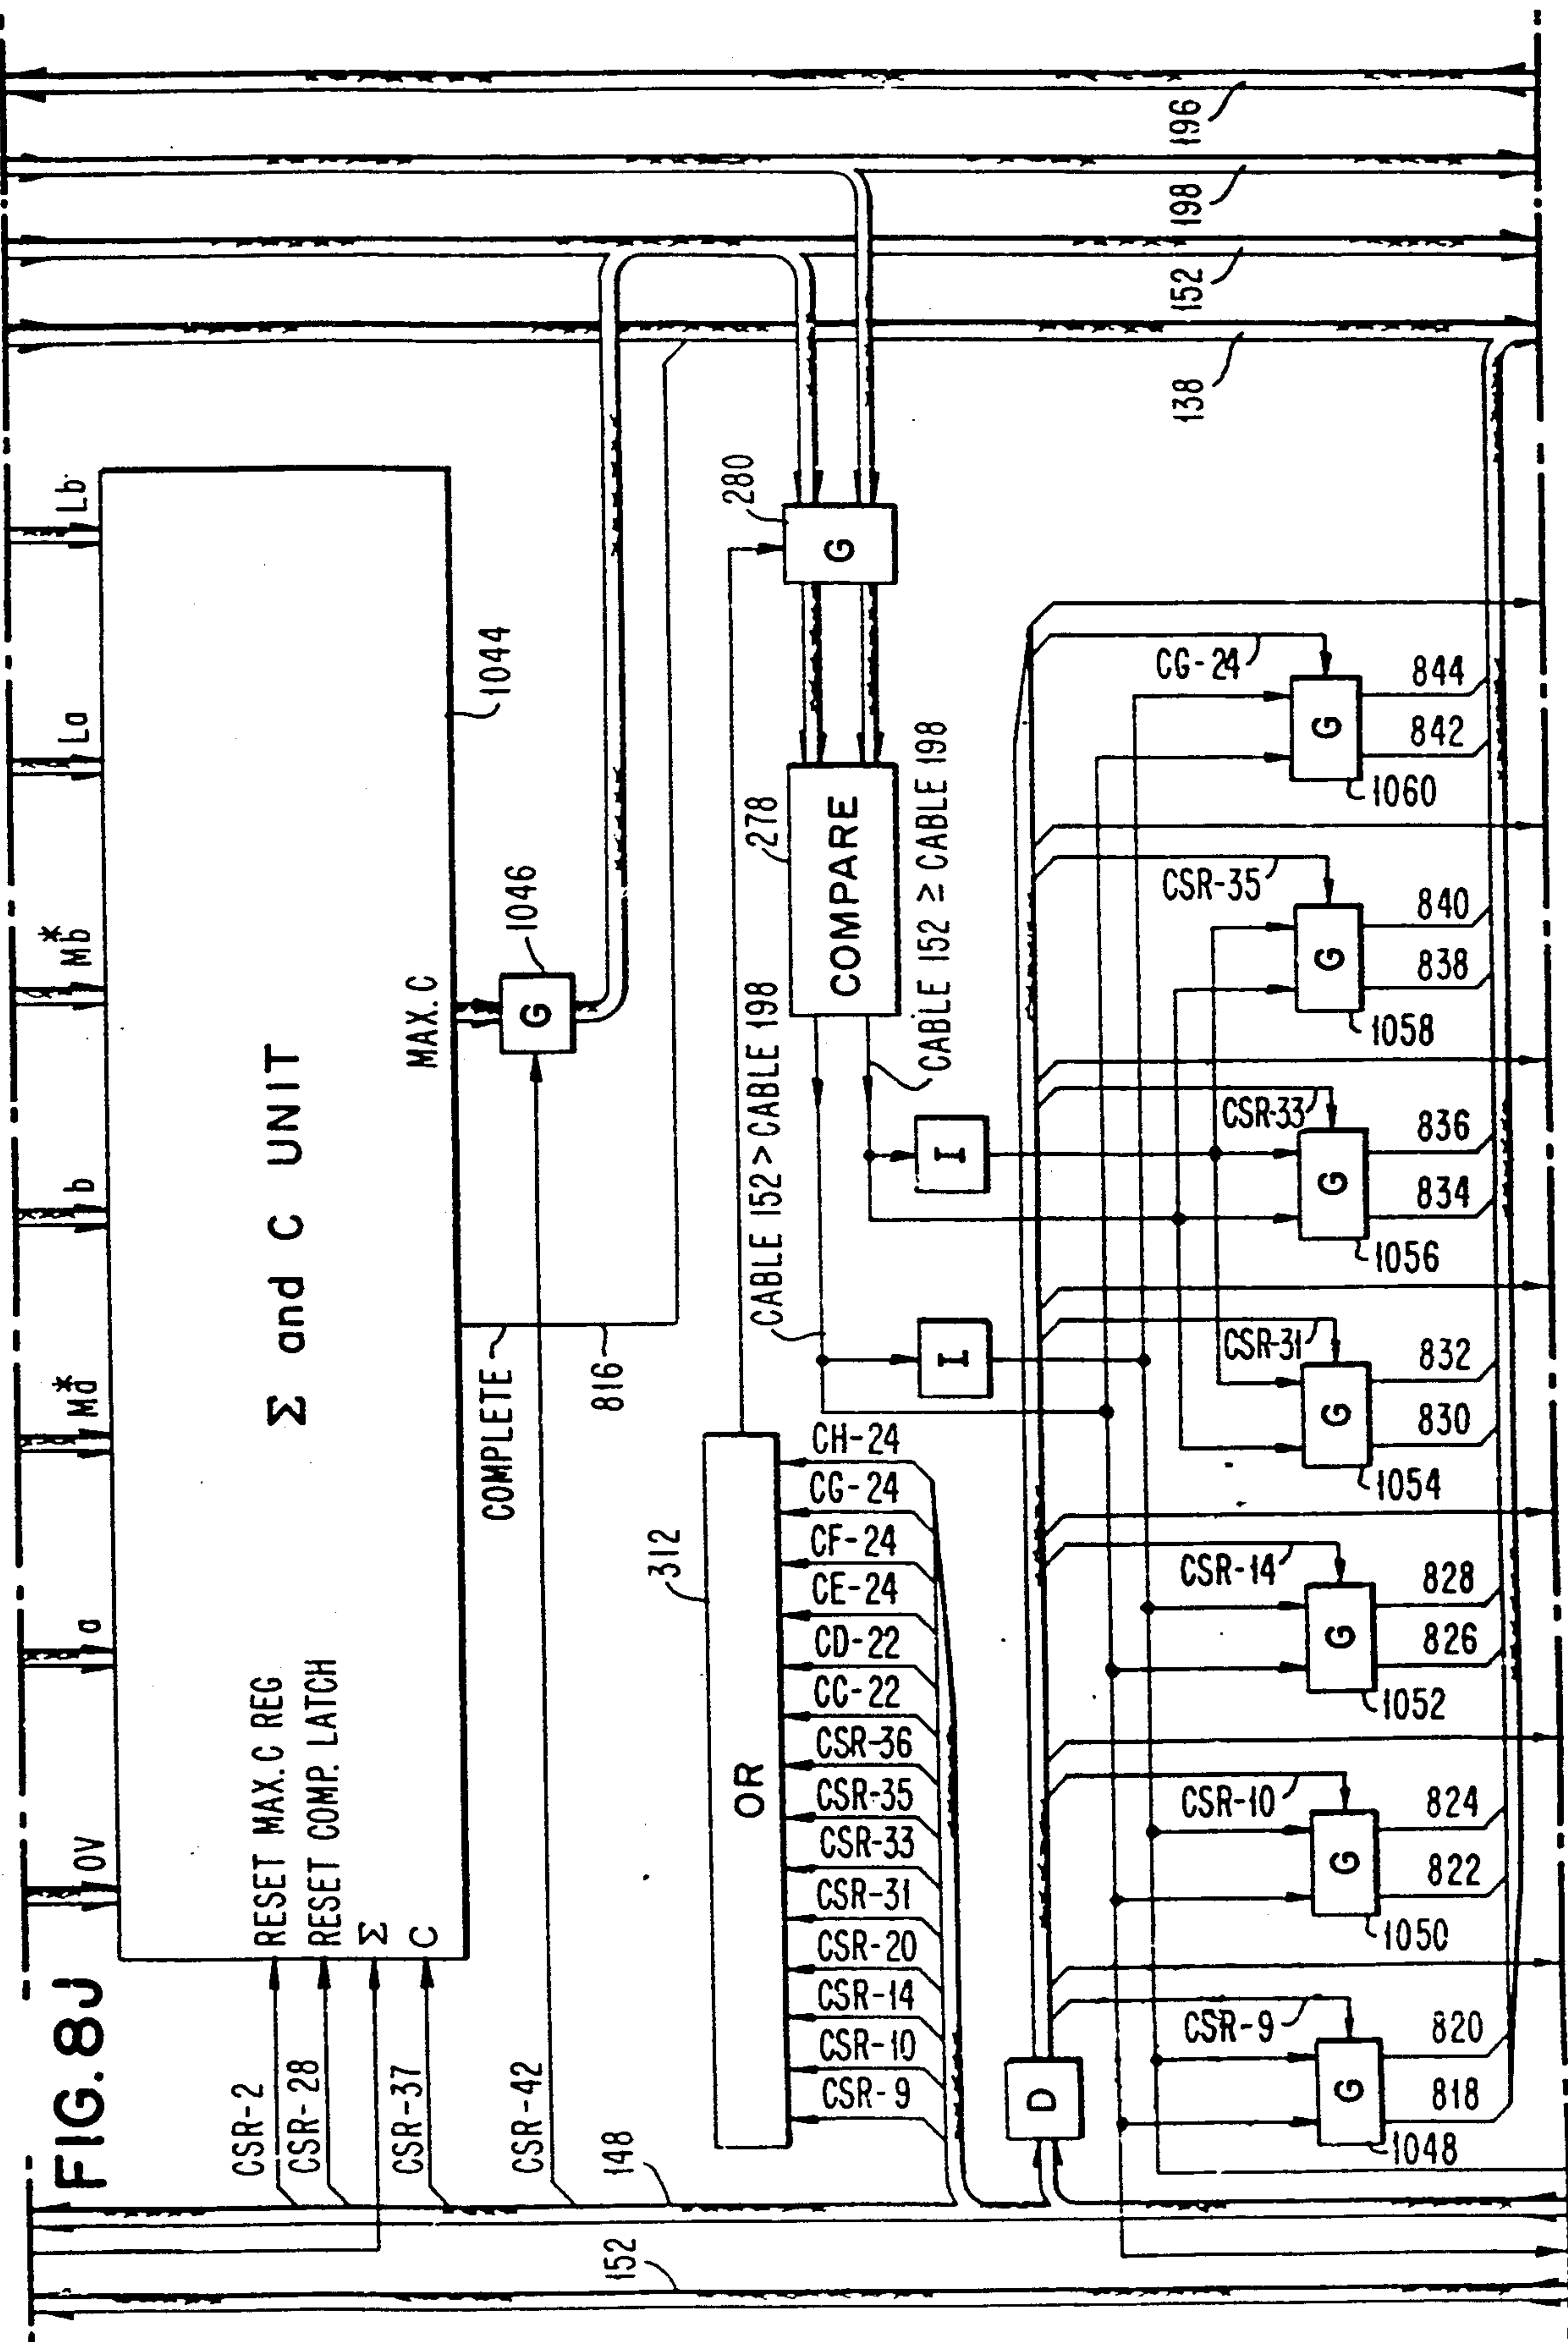 FIG. 8J
OV
a
Ma*
b
Mb*
La
Lb
CSR-2
RESET MAX.C REG
CSR-28
RESET COMP. LATCH
Σ
CSR-37
C
Σ and C UNIT
MAX.C
1044
CSR-42
COMPLETE
816
G
1046
148
152
312
OR
CSR-9
CSR-10
CSR-14
CSR-20
CSR-31
CSR-33
CSR-35
CSR-36
CC-22
CD-22
CE-24
CF-24
CG-24
CH-24
280
G
278
COMPARE
CABLE 152 > CABLE 198
CABLE 152 ≥ CABLE 198
I
I
138
152
198
196
D
CSR-9
CSR-10
CSR-14
CSR-31
CSR-33
CSR-35
CG-24
G
G
G
G
G
G
G
1048
818
820
1050
822
824
1052
826
828
1054
830
832
1056
834
836
1058
838
840
1060
842
844